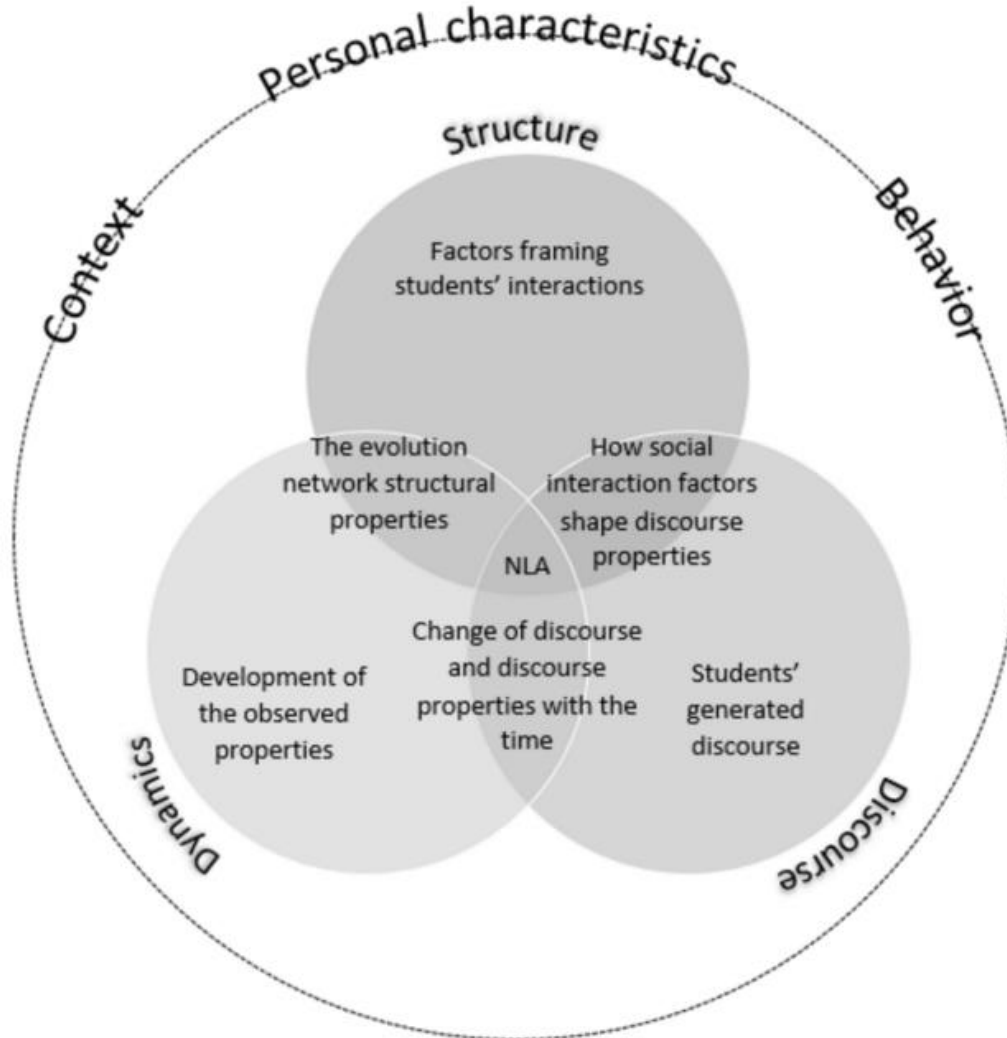 Personal characteristics
Structure
Context
Behavior
Factors framing
students' interactions
The evolution
network structural
properties
How social
interaction factors
shape discourse
properties
NLA
Change of discourse
and discourse
properties with the
time
Development of
the observed
properties
Students'
generated
discourse
Dynamics
Discourse